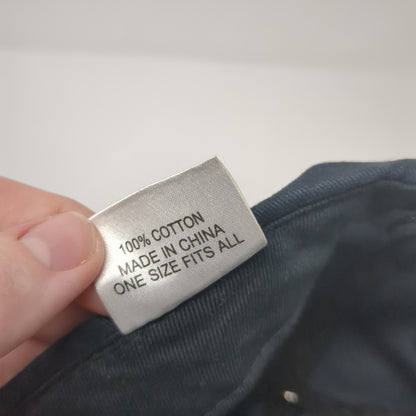 100% COTTON
MADE IN CHINA
ONE SIZE FITS ALL